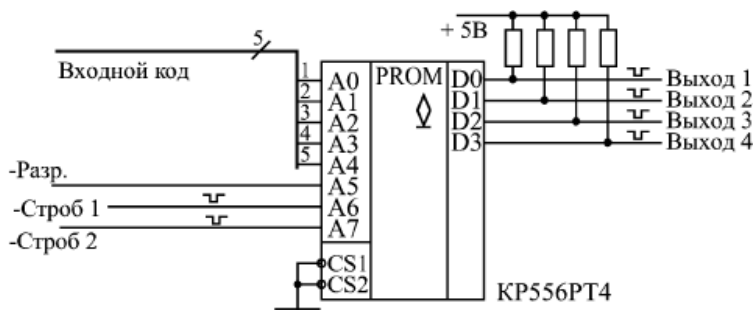 + 5В
5
Входной код
1
2
3
4
5
A0
A1
A2
A3
A4
A5
A6
A7
CS1
CS2
PROM
D0
D1
D2
D3
Выход 1
Выход 2
Выход 3
Выход 4
-Разр.
-Строб 1
-Строб 2
КР556РТ4